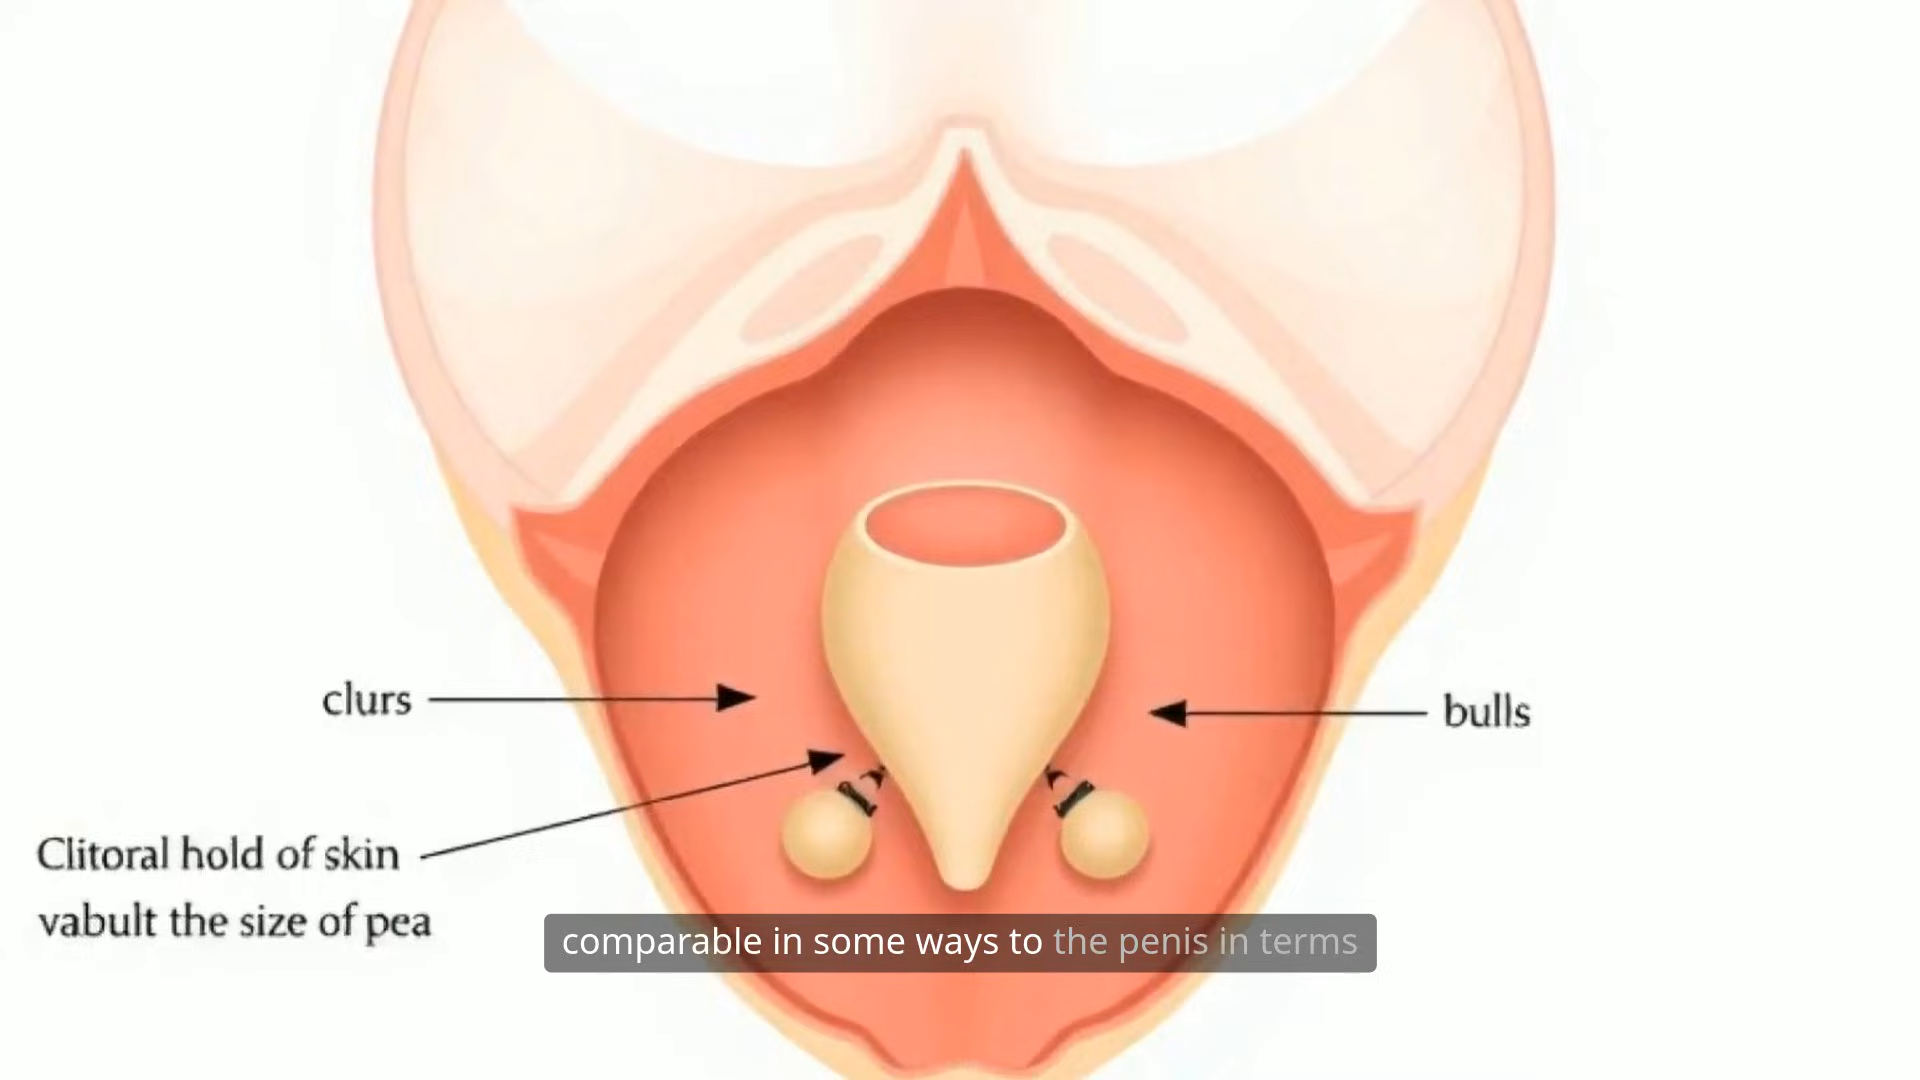 clurs
bulls
Clitoral hold of skin
vabult the size of pea
comparable in some ways to the penis in terms